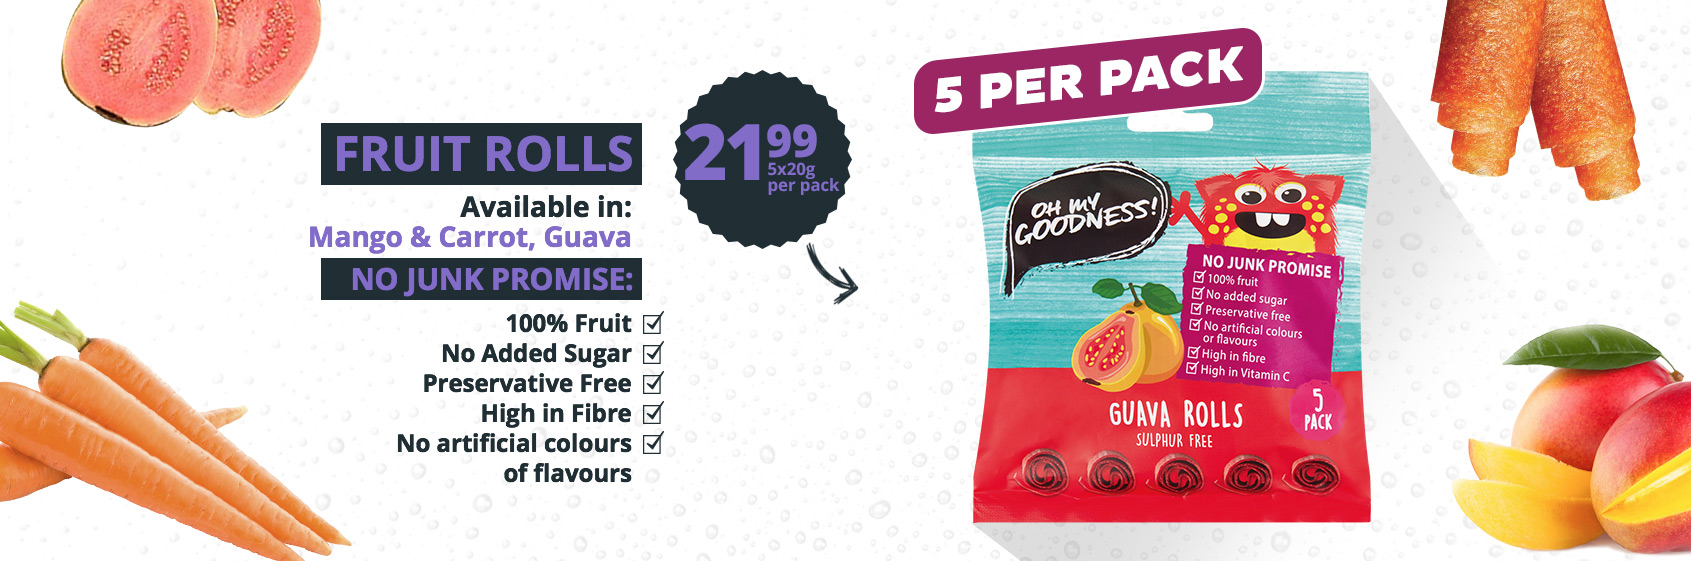 FRUIT ROLLS
Available in:
Mango & Carrot, Guava
NO JUNK PROMISE:
100% Fruit
No Added Sugar
Preservative Free
High in Fibre
No artificial colours
of flavours
2199
5x20g
per pack
5 PER PACK
OH MY
GOODNESS!
NO JUNK PROMISE
100% fruit
No added sugar
Preservative free
No artificial colours
or flavours
High in fibre
High in Vitamin C
5
PACK
GUAVA ROLLS
SULPHUR FREE